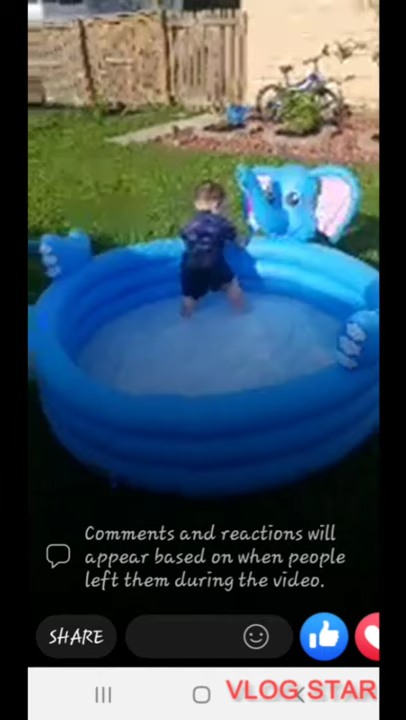 Comments and reactions will
appear based on when people
left them during the video.
SHARE
VLOG STAR